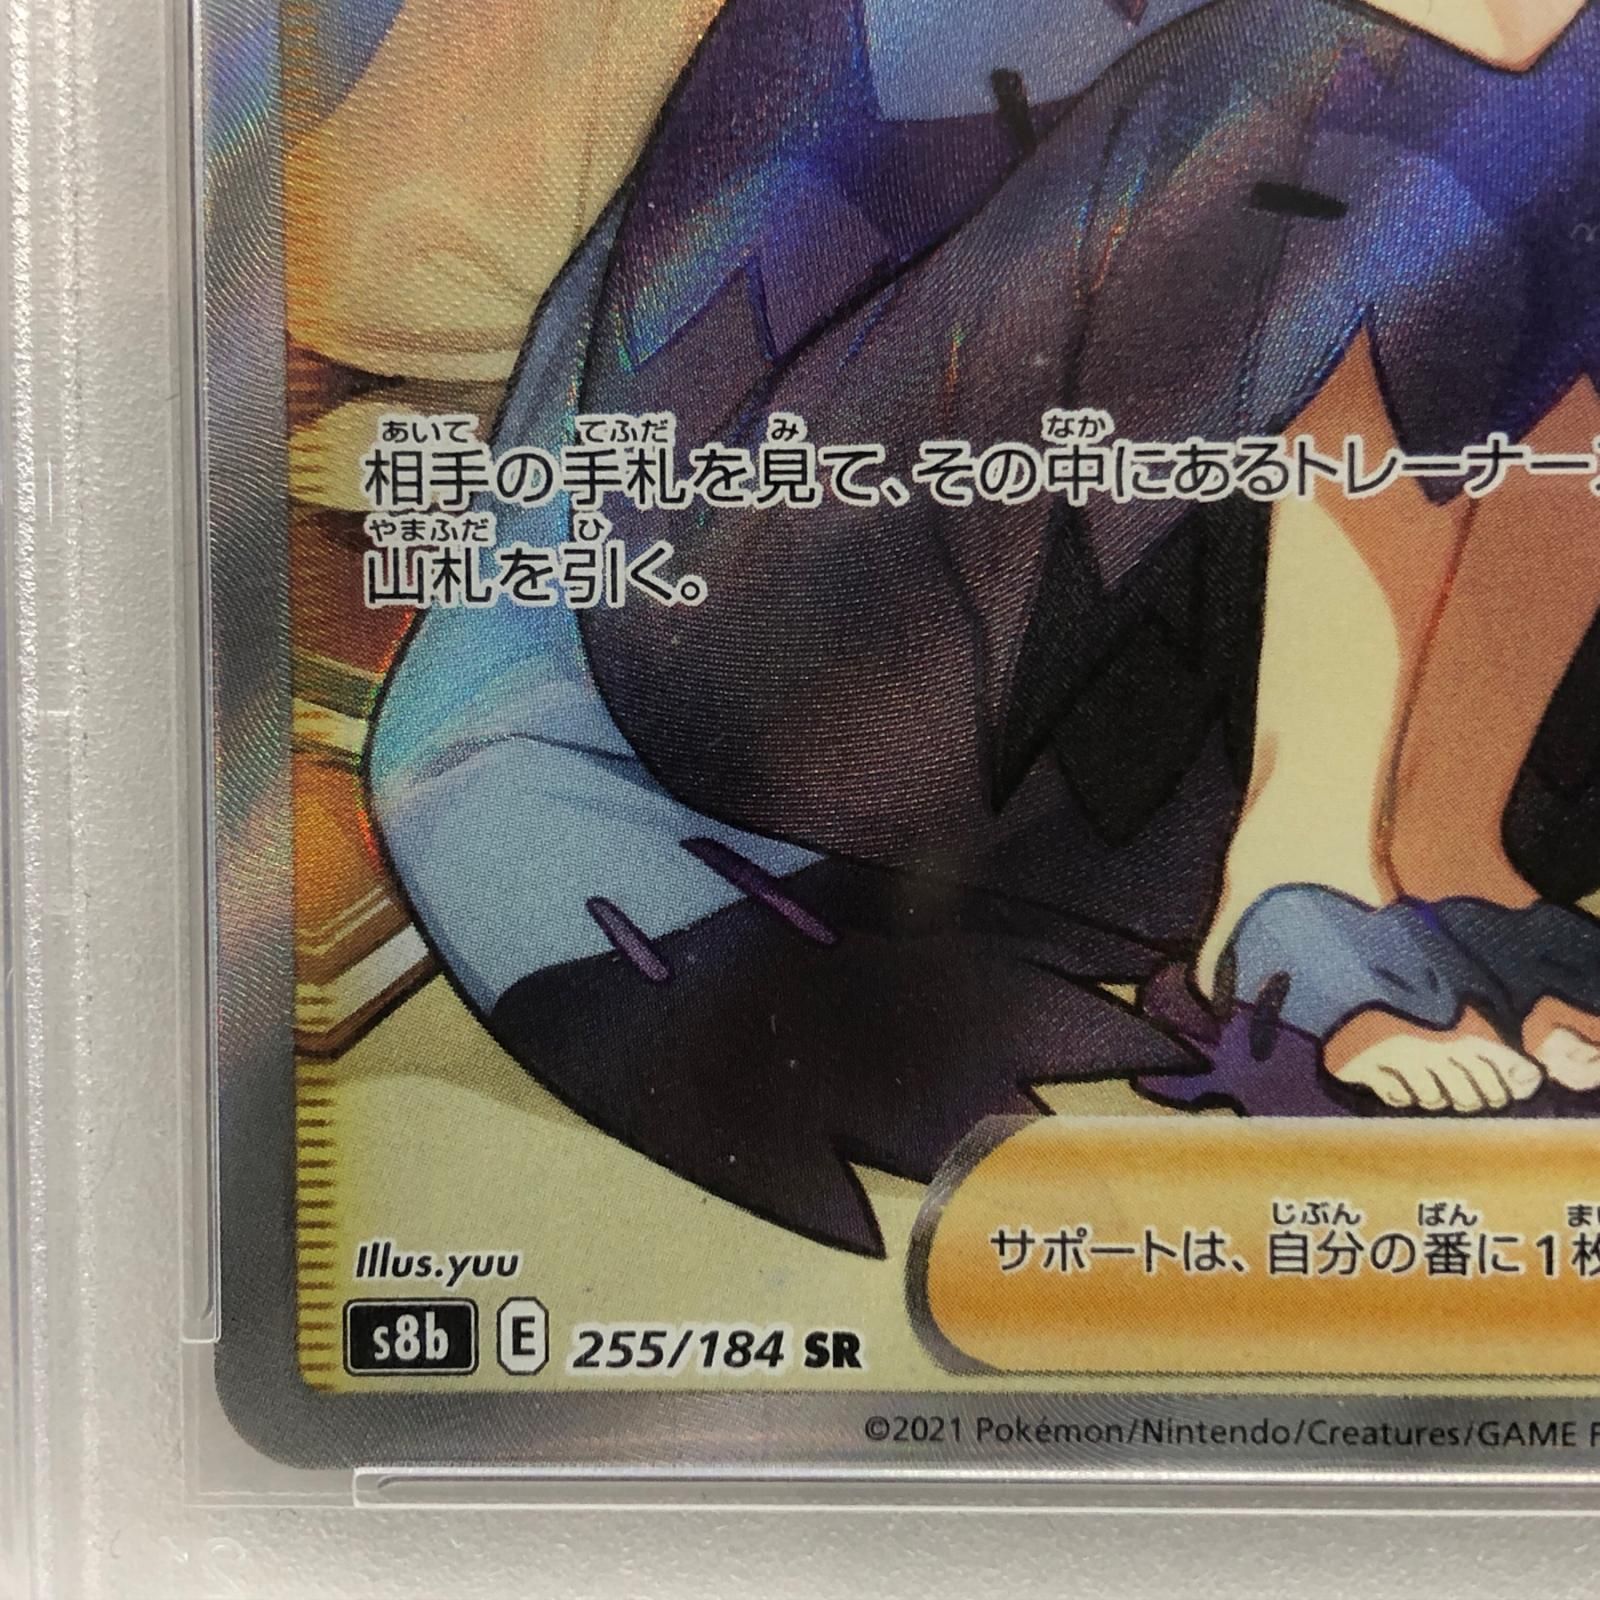 あいて てふだ み なか
相手の手札を見て、その中にあるトレーナー
やまふだ ひ
山札を引く。
じぶん ばん
サポートは、自分の番に1枚
Illus.yuu
s8b E 255/184 SR
©2021 Pokémon/Nintendo/Creatures/GAME F